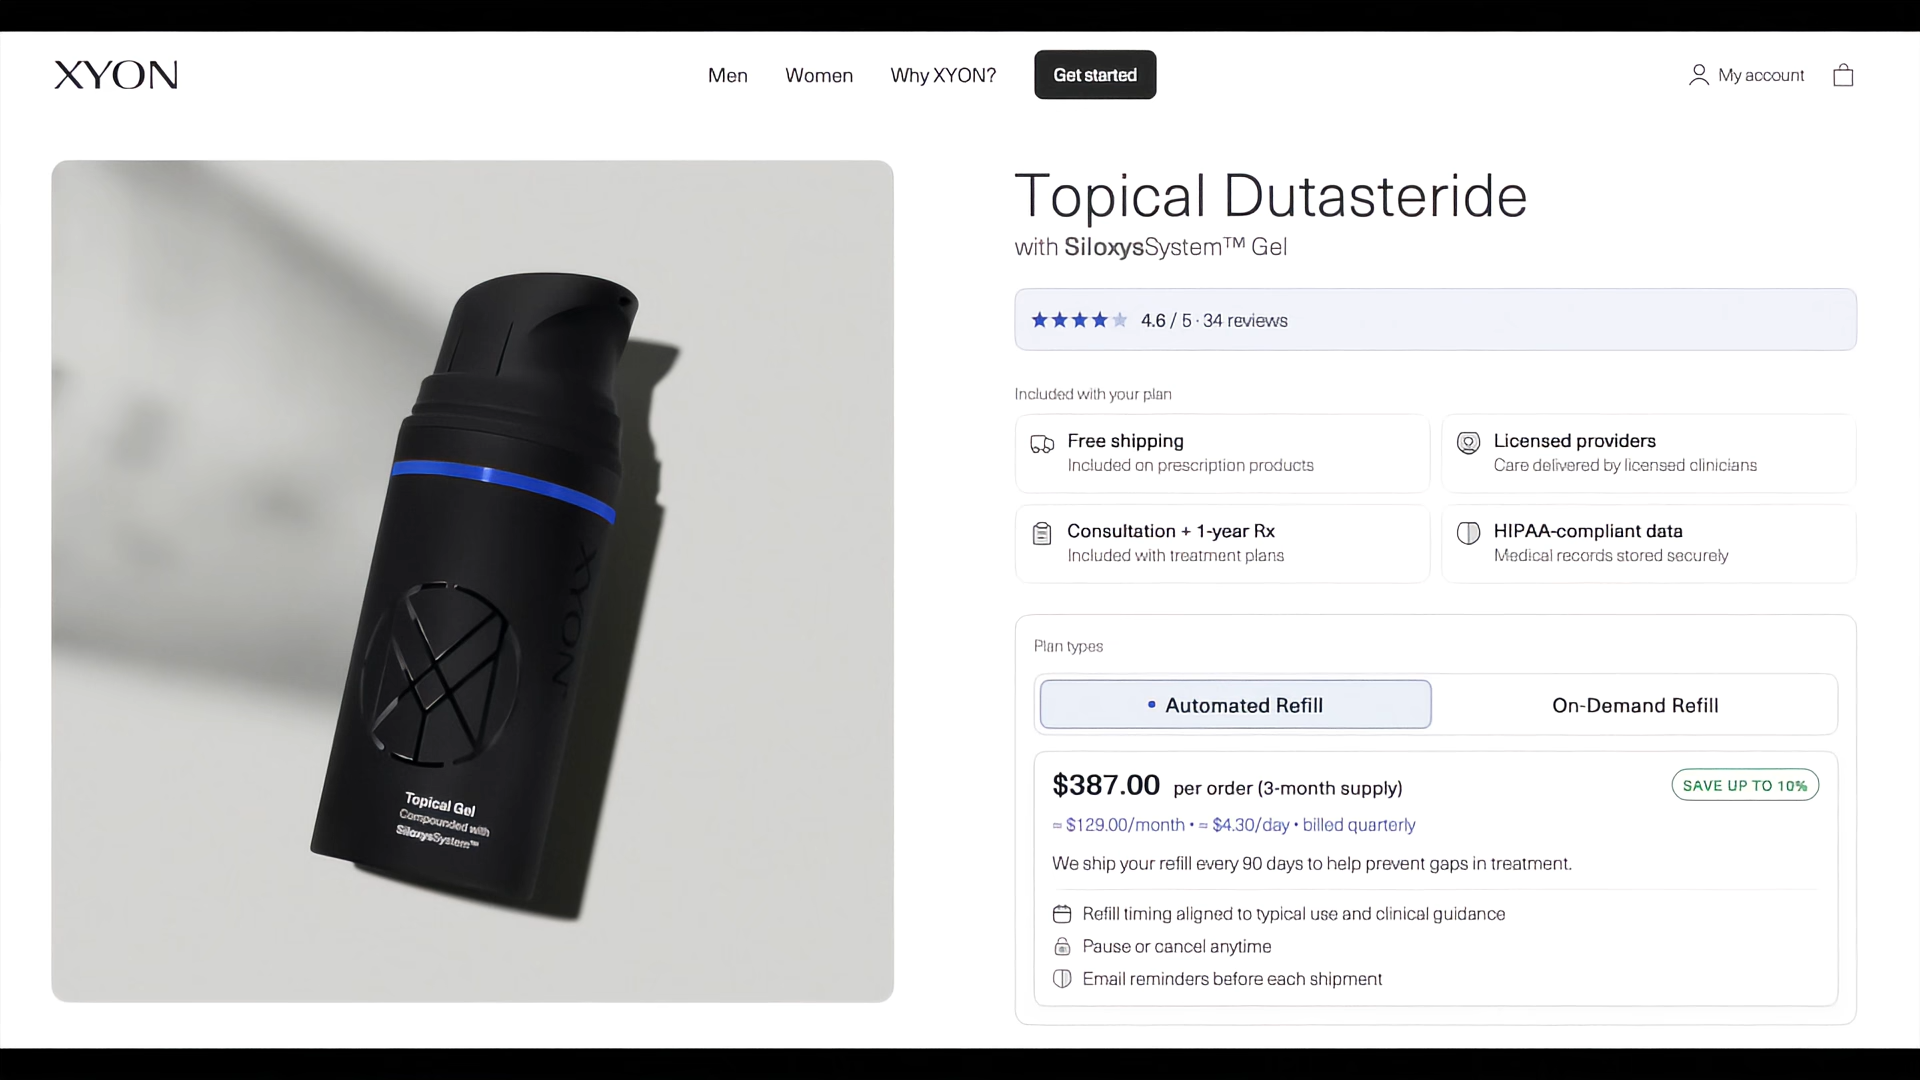 XYON
Men
Women
Why XYON?
Get started
My account
XYON
Topical Gel
Compounded with
SiloxysSystem™
Topical Dutasteride
with SiloxysSystem™ Gel
4.6 / 5 · 34 reviews
Included with your plan
Free shipping
Included on prescription products
Licensed providers
Care delivered by licensed clinicians
Consultation + 1-year Rx
Included with treatment plans
HIPAA-compliant data
Medical records stored securely
Plan types
• Automated Refill
On-Demand Refill
$387.00 per order (3-month supply)
SAVE UP TO 10%
≈ $129.00/month • ≈ $4.30/day • billed quarterly
We ship your refill every 90 days to help prevent gaps in treatment.
Refill timing aligned to typical use and clinical guidance
Pause or cancel anytime
Email reminders before each shipment